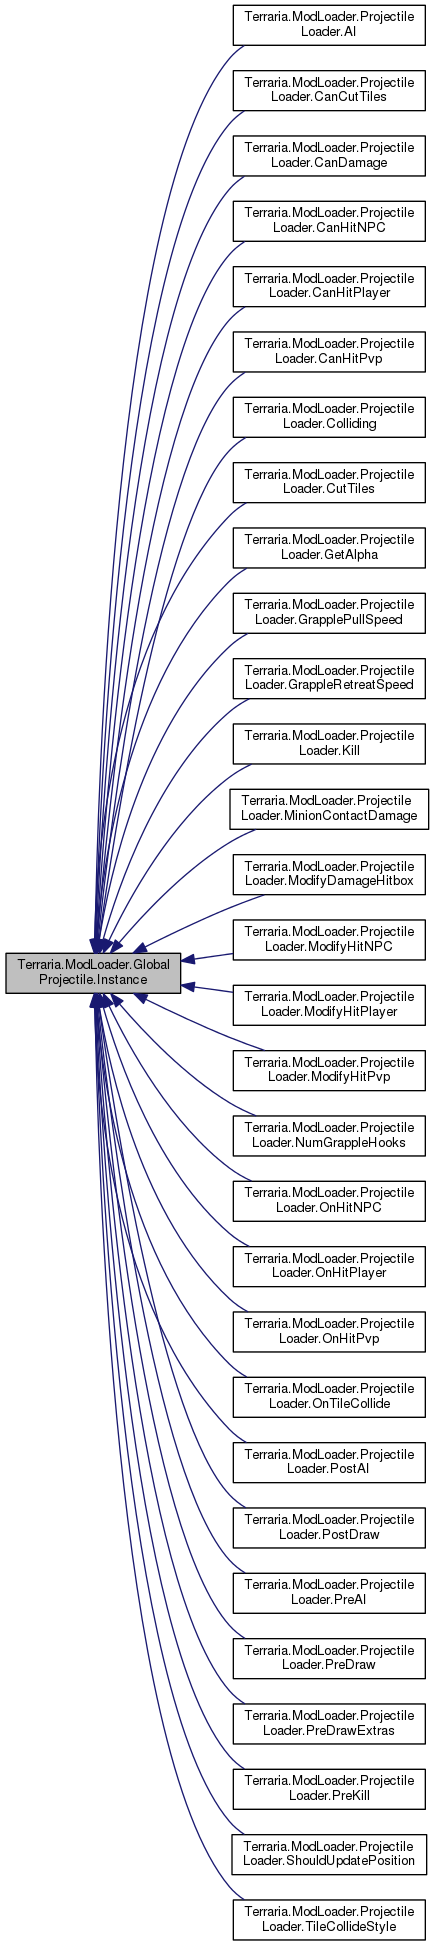 Terraria.ModLoader.Projectile
Loader.AI
Terraria.ModLoader.Projectile
Loader.CanCutTiles
Terraria.ModLoader.Projectile
Loader.CanDamage
Terraria.ModLoader.Projectile
Loader.CanHitNPC
Terraria.ModLoader.Projectile
Loader.CanHitPlayer
Terraria.ModLoader.Projectile
Loader.CanHitPvp
Terraria.ModLoader.Projectile
Loader.Colliding
Terraria.ModLoader.Projectile
Loader.CutTiles
Terraria.ModLoader.Projectile
Loader.GetAlpha
Terraria.ModLoader.Projectile
Loader.GrapplePullSpeed
Terraria.ModLoader.Projectile
Loader.GrappleRetreatSpeed
Terraria.ModLoader.Projectile
Loader.Kill
Terraria.ModLoader.Projectile
Loader.MinionContactDamage
Terraria.ModLoader.Projectile
Loader.ModifyDamageHitbox
Terraria.ModLoader.Projectile
Loader.ModifyHitNPC
Terraria.ModLoader.Global
Projectile.Instance
Terraria.ModLoader.Projectile
Loader.ModifyHitPlayer
Terraria.ModLoader.Projectile
Loader.ModifyHitPvp
Terraria.ModLoader.Projectile
Loader.NumGrappleHooks
Terraria.ModLoader.Projectile
Loader.OnHitNPC
Terraria.ModLoader.Projectile
Loader.OnHitPlayer
Terraria.ModLoader.Projectile
Loader.OnHitPvp
Terraria.ModLoader.Projectile
Loader.OnTileCollide
Terraria.ModLoader.Projectile
Loader.PostAI
Terraria.ModLoader.Projectile
Loader.PostDraw
Terraria.ModLoader.Projectile
Loader.PreAI
Terraria.ModLoader.Projectile
Loader.PreDraw
Terraria.ModLoader.Projectile
Loader.PreDrawExtras
Terraria.ModLoader.Projectile
Loader.PreKill
Terraria.ModLoader.Projectile
Loader.ShouldUpdatePosition
Terraria.ModLoader.Projectile
Loader.TileCollideStyle